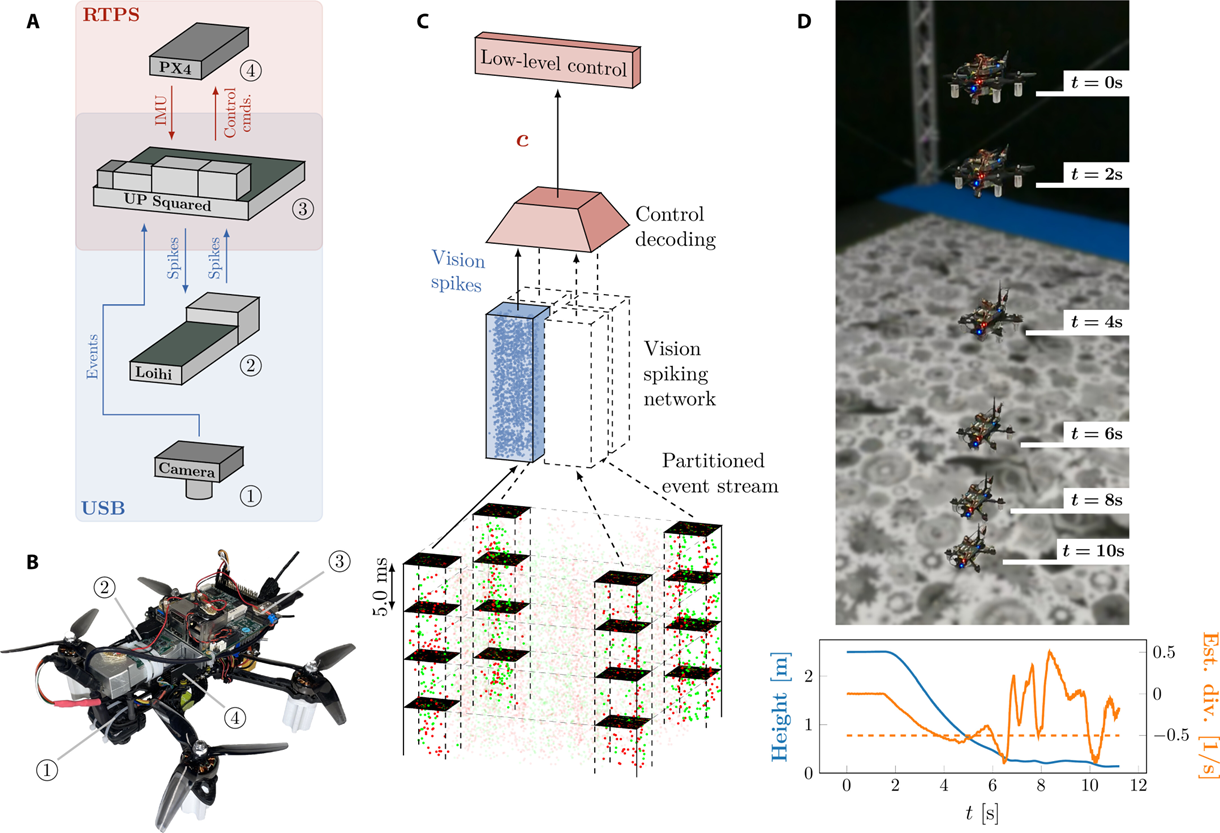 A
RTPS
PX4
4
IMU
Control
cmds.
UP Squared
3
Spikes
Spikes
Events
Loihi
2
Camera
1
USB
B
2
3
4
1
C
Low-level control
c
Control
decoding
Vision
spikes
Vision
spiking
network
Partitioned
event stream
5.0 ms
D
t = 0s
t = 2s
t = 4s
t = 6s
t = 8s
t = 10s
Height [m]
2
1
0
0.5
0
−0.5
Est. div. [1/s]
0 2 4 6 8 10 12
t [s]